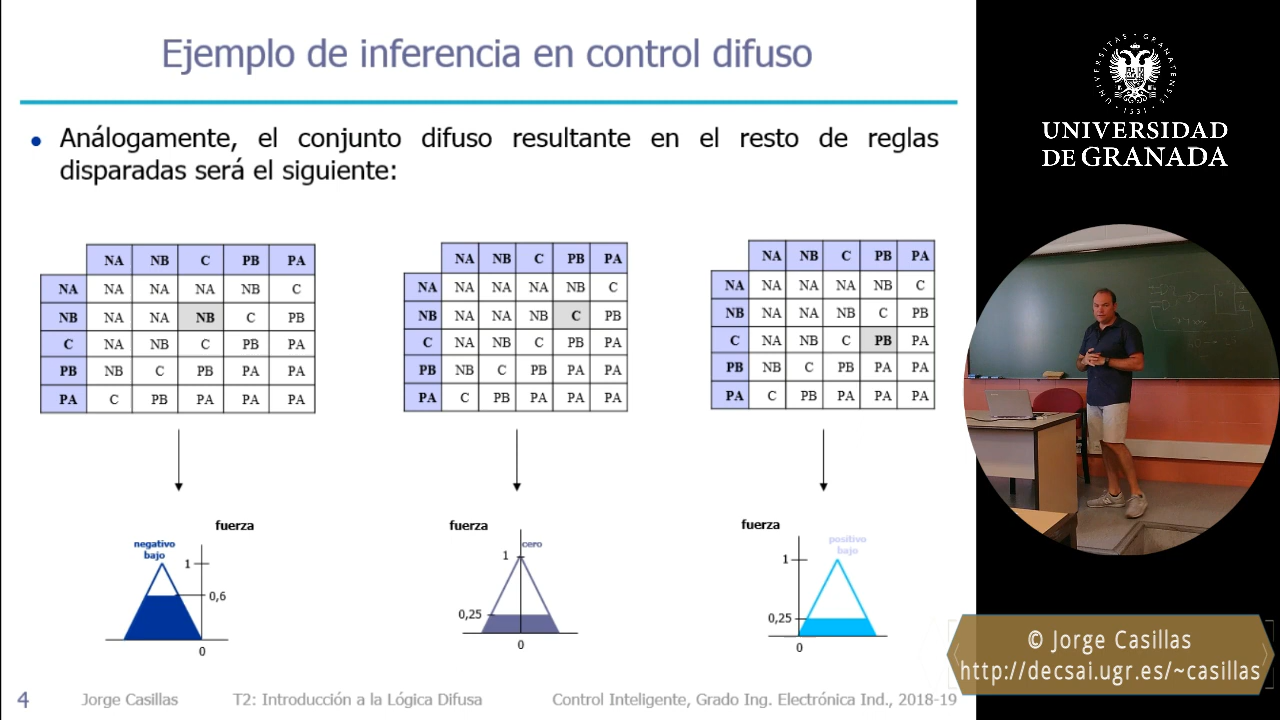 Ejemplo de inferencia en control difuso
• Análogamente, el conjunto difuso resultante en el resto de reglas
disparadas será el siguiente:
NA NB C PB PA
NA NA NA NA NB C
NB NA NA NB C PB
C NA NB C PB PA
PB NB C PB PA PA
PA C PB PA PA PA
NA NB C PB PA
NA NA NA NA NB C
NB NA NA NB C PB
C NA NB C PB PA
PB NB C PB PA PA
PA C PB PA PA PA
NA NB C PB PA
NA NA NA NA NB C
NB NA NA NB C PB
C NA NB C PB PA
PB NB C PB PA PA
PA C PB PA PA PA
fuerza
negativo
bajo
1
0,6
0
fuerza
cero
1
0,25
0
fuerza
positivo
bajo
1
0,25
0
4 Jorge Casillas T2: Introducción a la Lógica Difusa Control Inteligente, Grado Ing. Electrónica Ind., 2018-19
UNIVERSITAS GRANATENSIS
1531
UNIVERSIDAD
DE GRANADA
© Jorge Casillas
http://decsai.ugr.es/~casillas